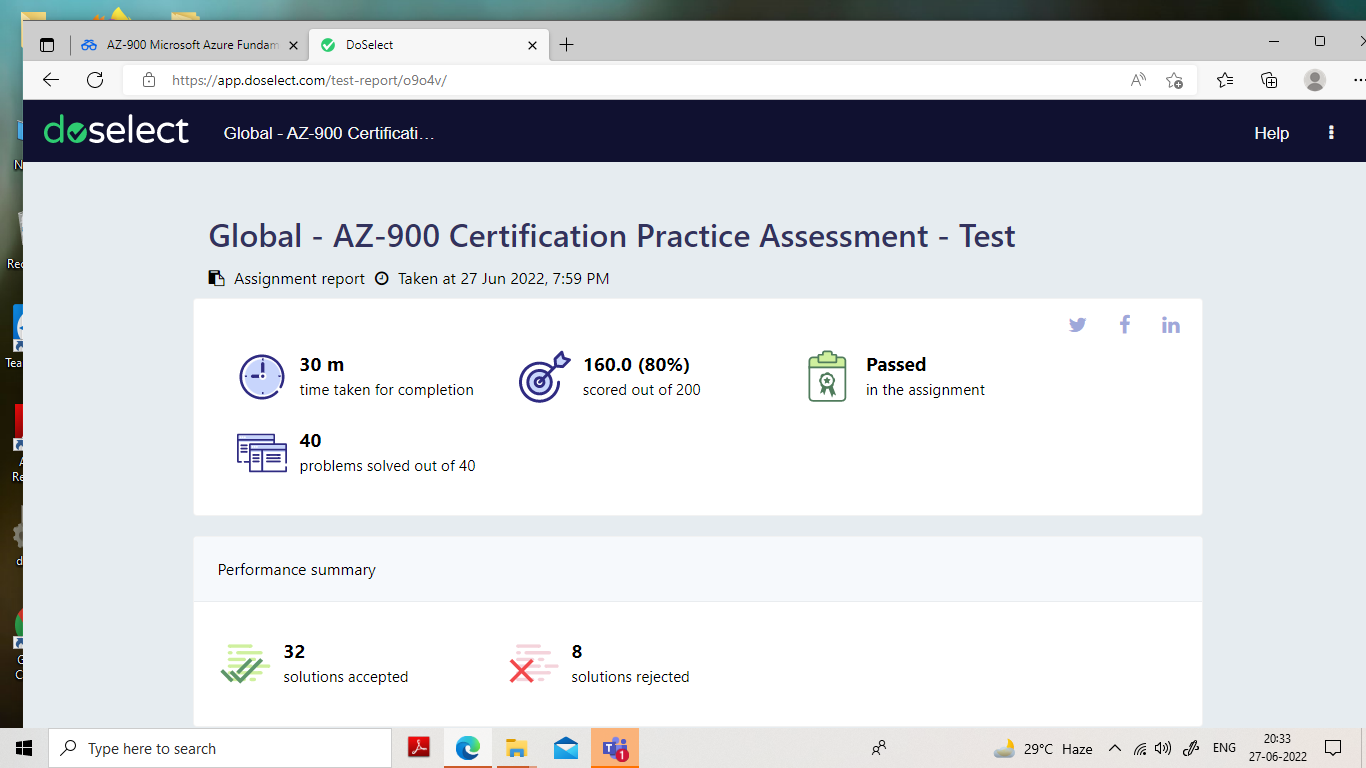 AZ-900 Microsoft Azure Fundam
DoSelect
https://app.doselect.com/test-report/o9o4v/
doselect
Global - AZ-900 Certificati…
Help
Global - AZ-900 Certification Practice Assessment - Test
Assignment report Taken at 27 Jun 2022, 7:59 PM
30 m
time taken for completion
160.0 (80%)
scored out of 200
Passed
in the assignment
40
problems solved out of 40
Performance summary
32
solutions accepted
8
solutions rejected
Type here to search
1
29°C Haze
ENG
20:33
27-06-2022